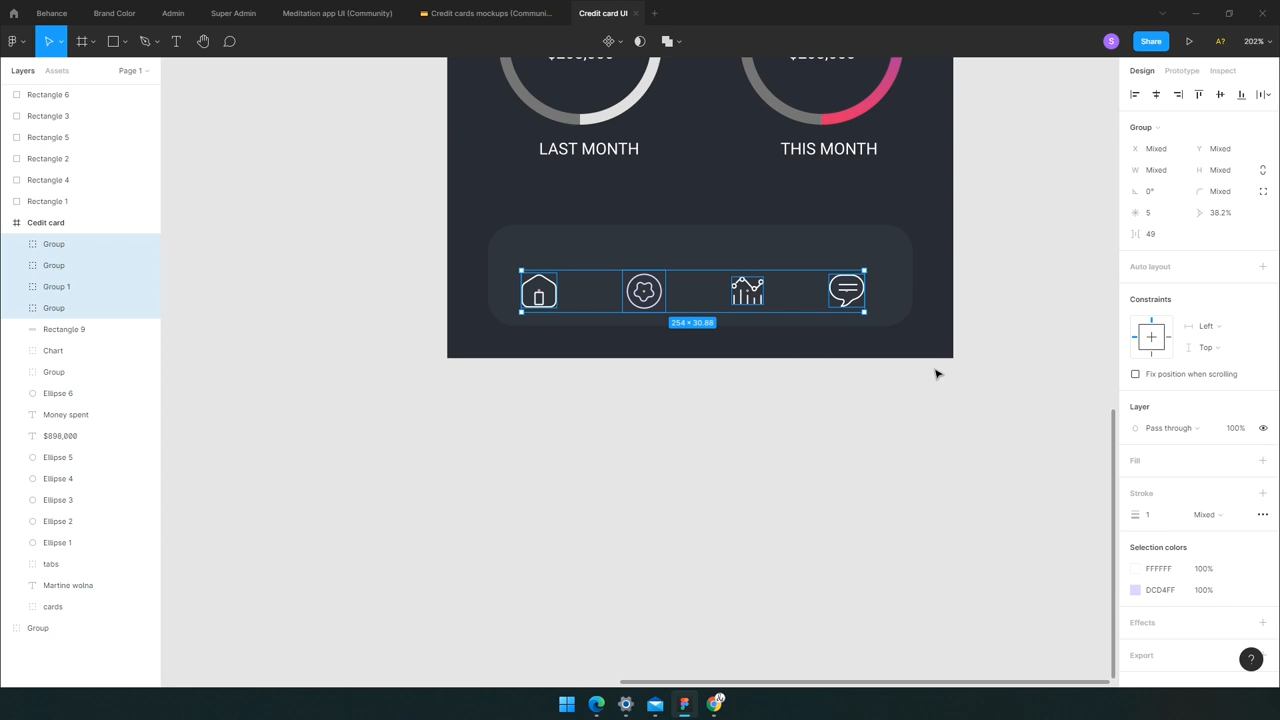 Behance
Brand Color
Admin
Super Admin
Meditation app UI (Community)
Credit cards mockups (Communi...
Credit card UI
S
Share
A?
202%
Layers
Assets
Page 1
Rectangle 6
Rectangle 3
Rectangle 5
Rectangle 2
Rectangle 4
Rectangle 1
Cedit card
Group
Group
Group 1
Group
Rectangle 9
Chart
Group
Ellipse 6
Money spent
$898,000
Ellipse 5
Ellipse 4
Ellipse 3
Ellipse 2
Ellipse 1
tabs
Martine wolna
cards
Group
LAST MONTH
THIS MONTH
254 × 30.88
Design
Prototype
Inspect
Group
X Mixed
Y Mixed
W Mixed
H Mixed
0°
Mixed
5
38.2%
49
Auto layout
Constraints
Left
Top
Fix position when scrolling
Layer
Pass through
100%
Fill
Stroke
1
Mixed
Selection colors
FFFFFF 100%
DCD4FF 100%
Effects
Export
?